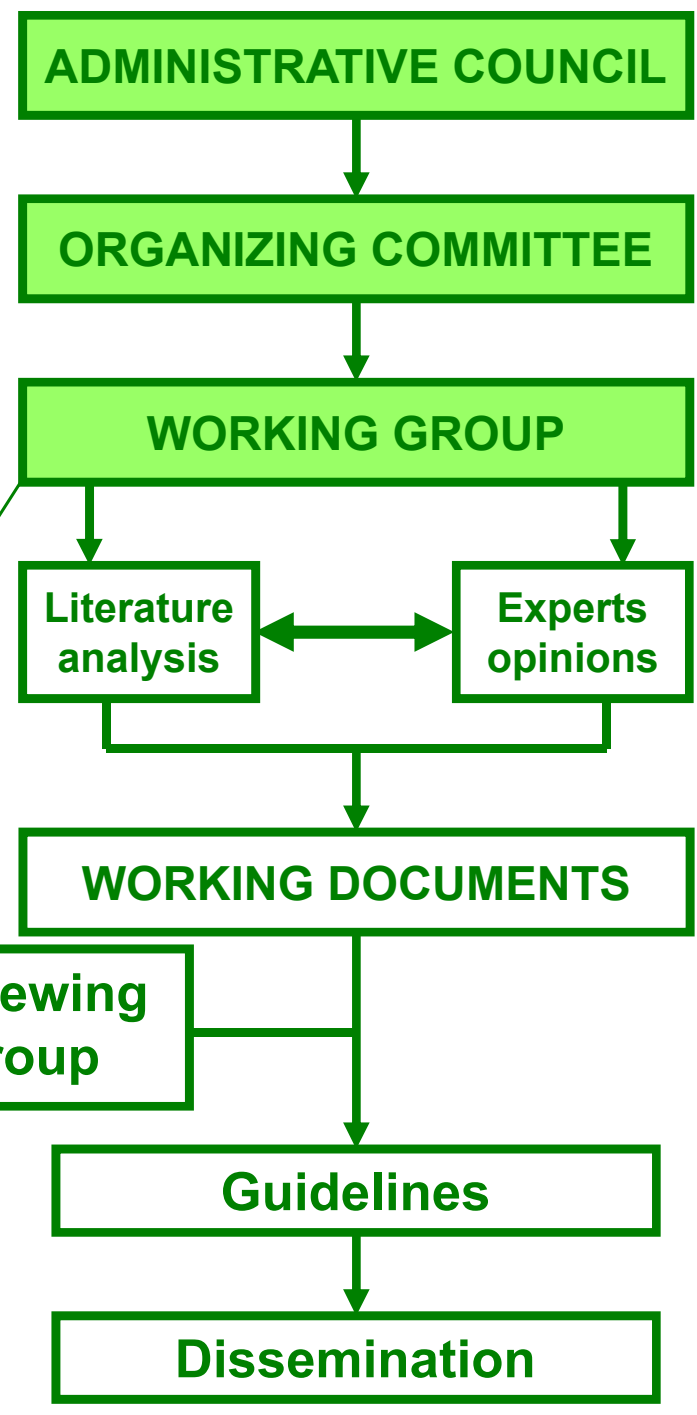 ADMINISTRATIVE COUNCIL
ORGANIZING COMMITTEE
WORKING GROUP
Literature
analysis
Experts
opinions
WORKING DOCUMENTS
ewing
roup
Guidelines
Dissemination